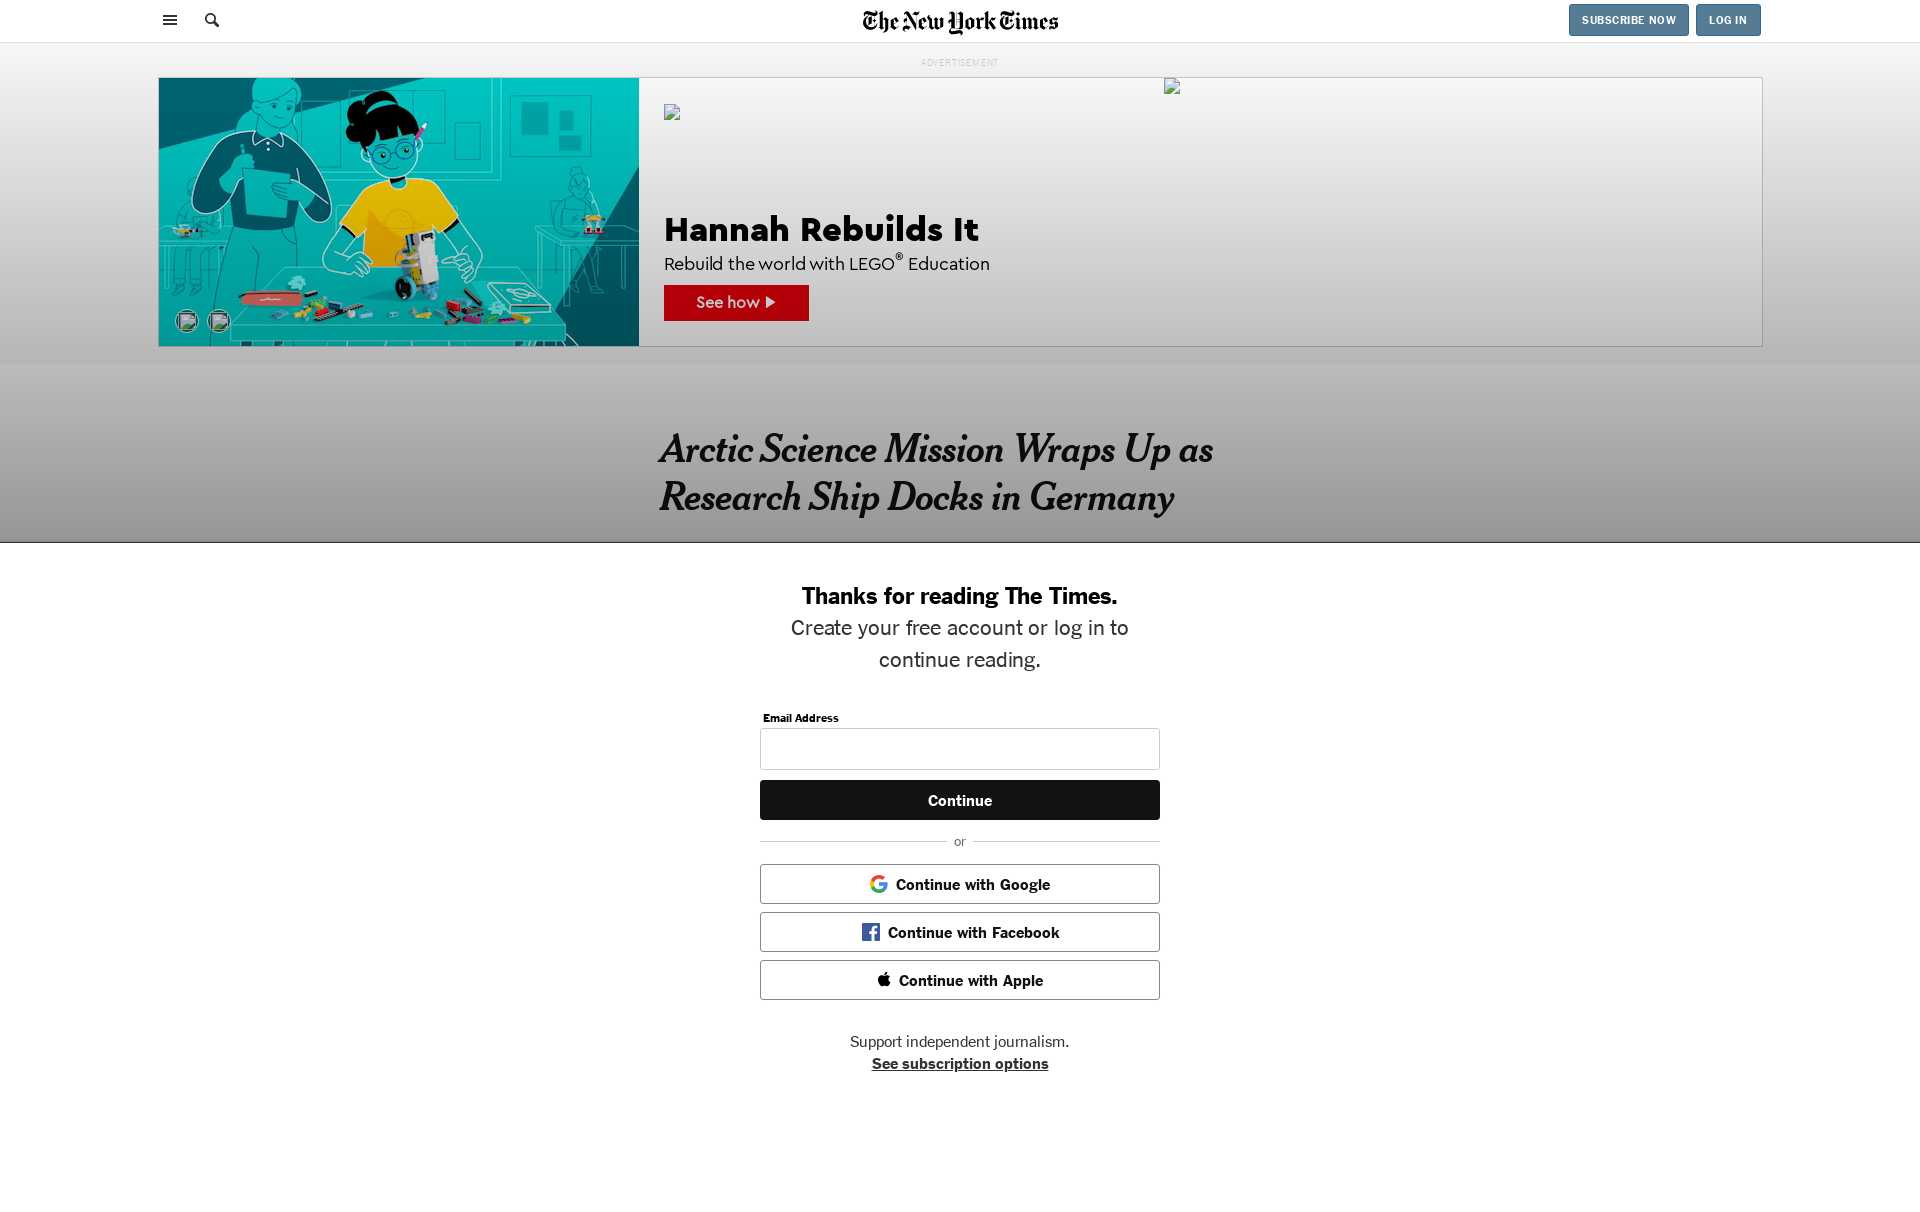 The New York Times
SUBSCRIBE NOW
LOG IN
ADVERTISEMENT
Hannah Rebuilds It
Rebuild the world with LEGO® Education
See how
Arctic Science Mission Wraps Up as
Research Ship Docks in Germany
Thanks for reading The Times.
Create your free account or log in to
continue reading.
Email Address
Continue
or
Continue with Google
Continue with Facebook
Continue with Apple
Support independent journalism.
See subscription options